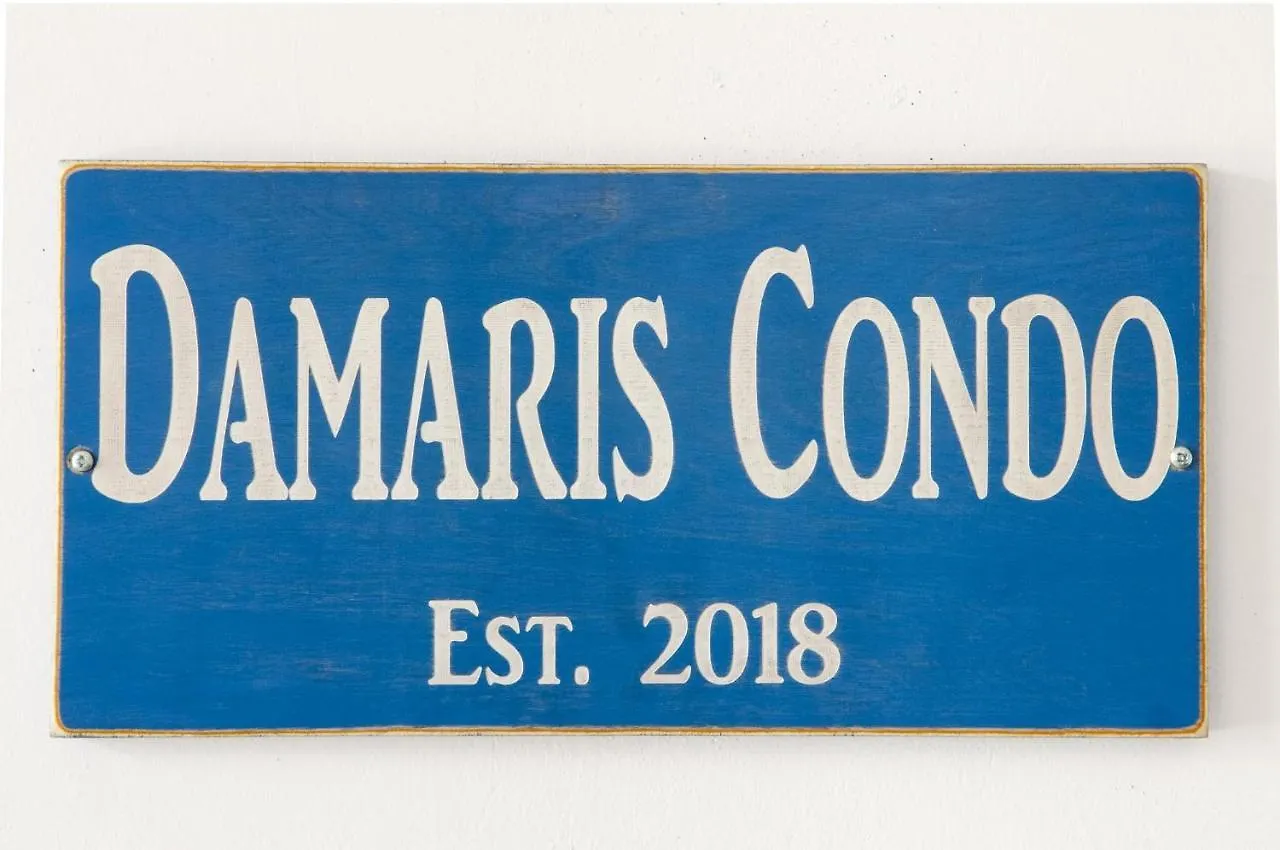 DAMARIS CONDO
EST. 2018